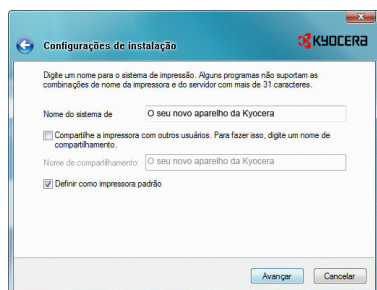 Configurações de instalação
KYOCERA
Digite um nome para o sistema de impressão. Alguns programas não suportam as
combinações de nome da impressora e do servidor com mais de 31 caracteres.
Nome do sistema de
O seu novo aparelho da Kyocera
Compartilhe a impressora com outros usuários. Para fazer isso, digite um nome de
compartilhamento.
Nome de compartilhamento:
O seu novo aparelho da Kyocera
Definir como impressora padrão
Avançar
Cancelar